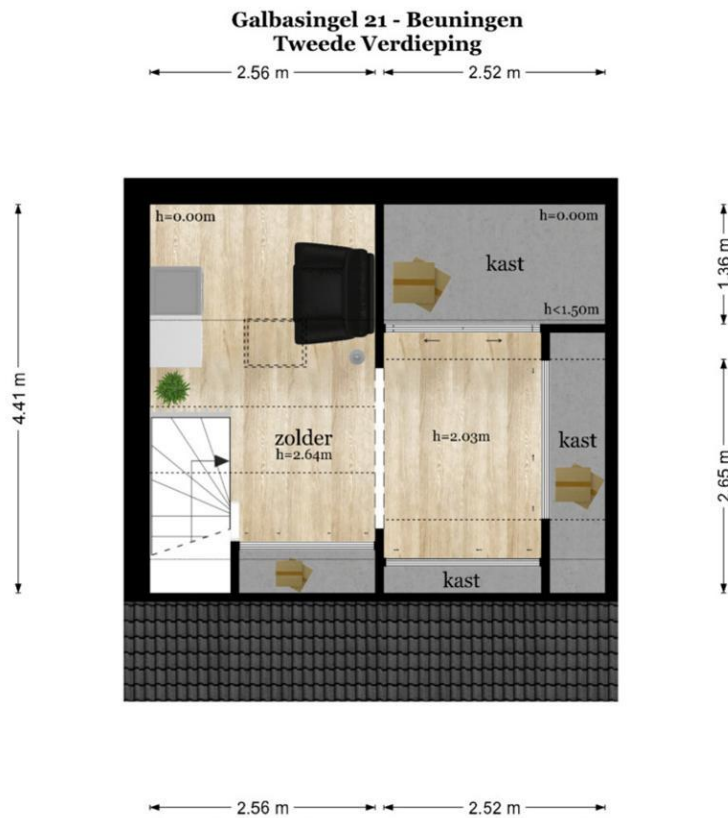 Galbasingel 21 - Beuningen
Tweede Verdieping
2.56 m
2.52 m
h=0.00m
h=0.00m
kast
1.36 m
h<1.50m
4.41 m
zolder
h=2.64m
h=2.03m
kast
2.65 m
kast
2.56 m
2.52 m